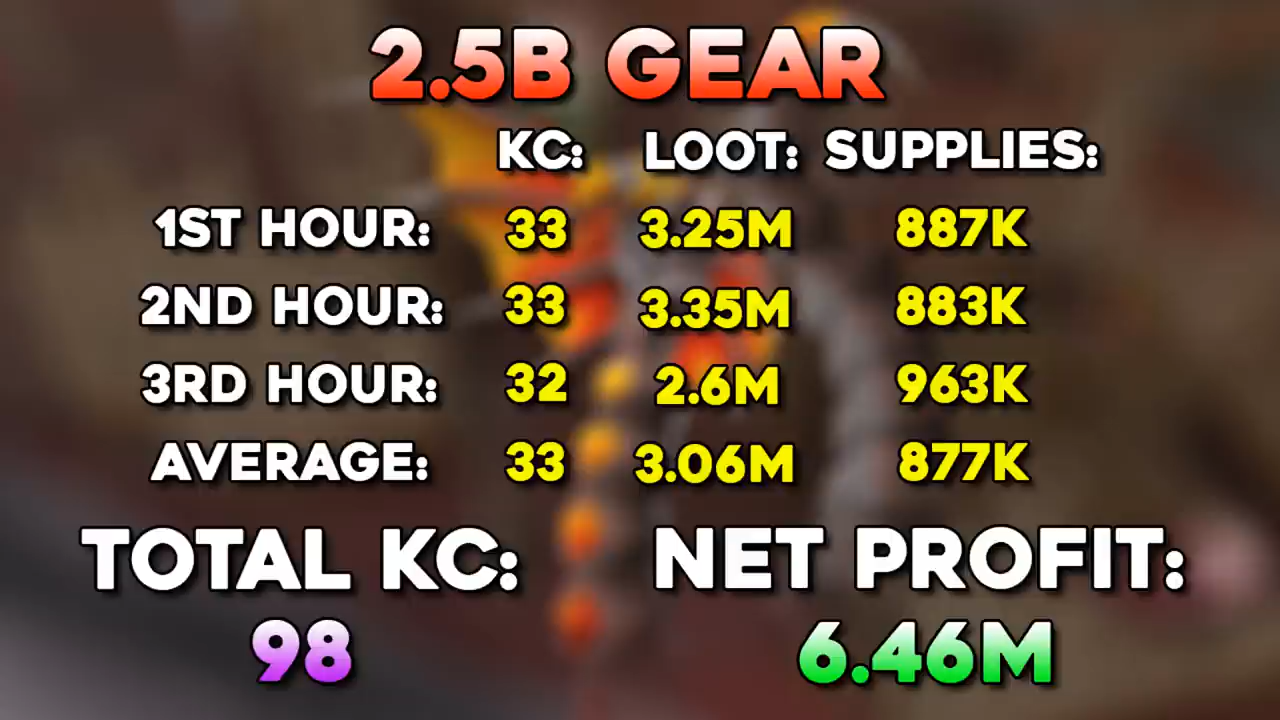 2.5B GEAR
KC: LOOT: SUPPLIES:
1ST HOUR: 33 3.25M 887K
2ND HOUR: 33 3.35M 883K
3RD HOUR: 32 2.6M 963K
AVERAGE: 33 3.06M 877K
TOTAL KC: NET PROFIT:
98 6.46M